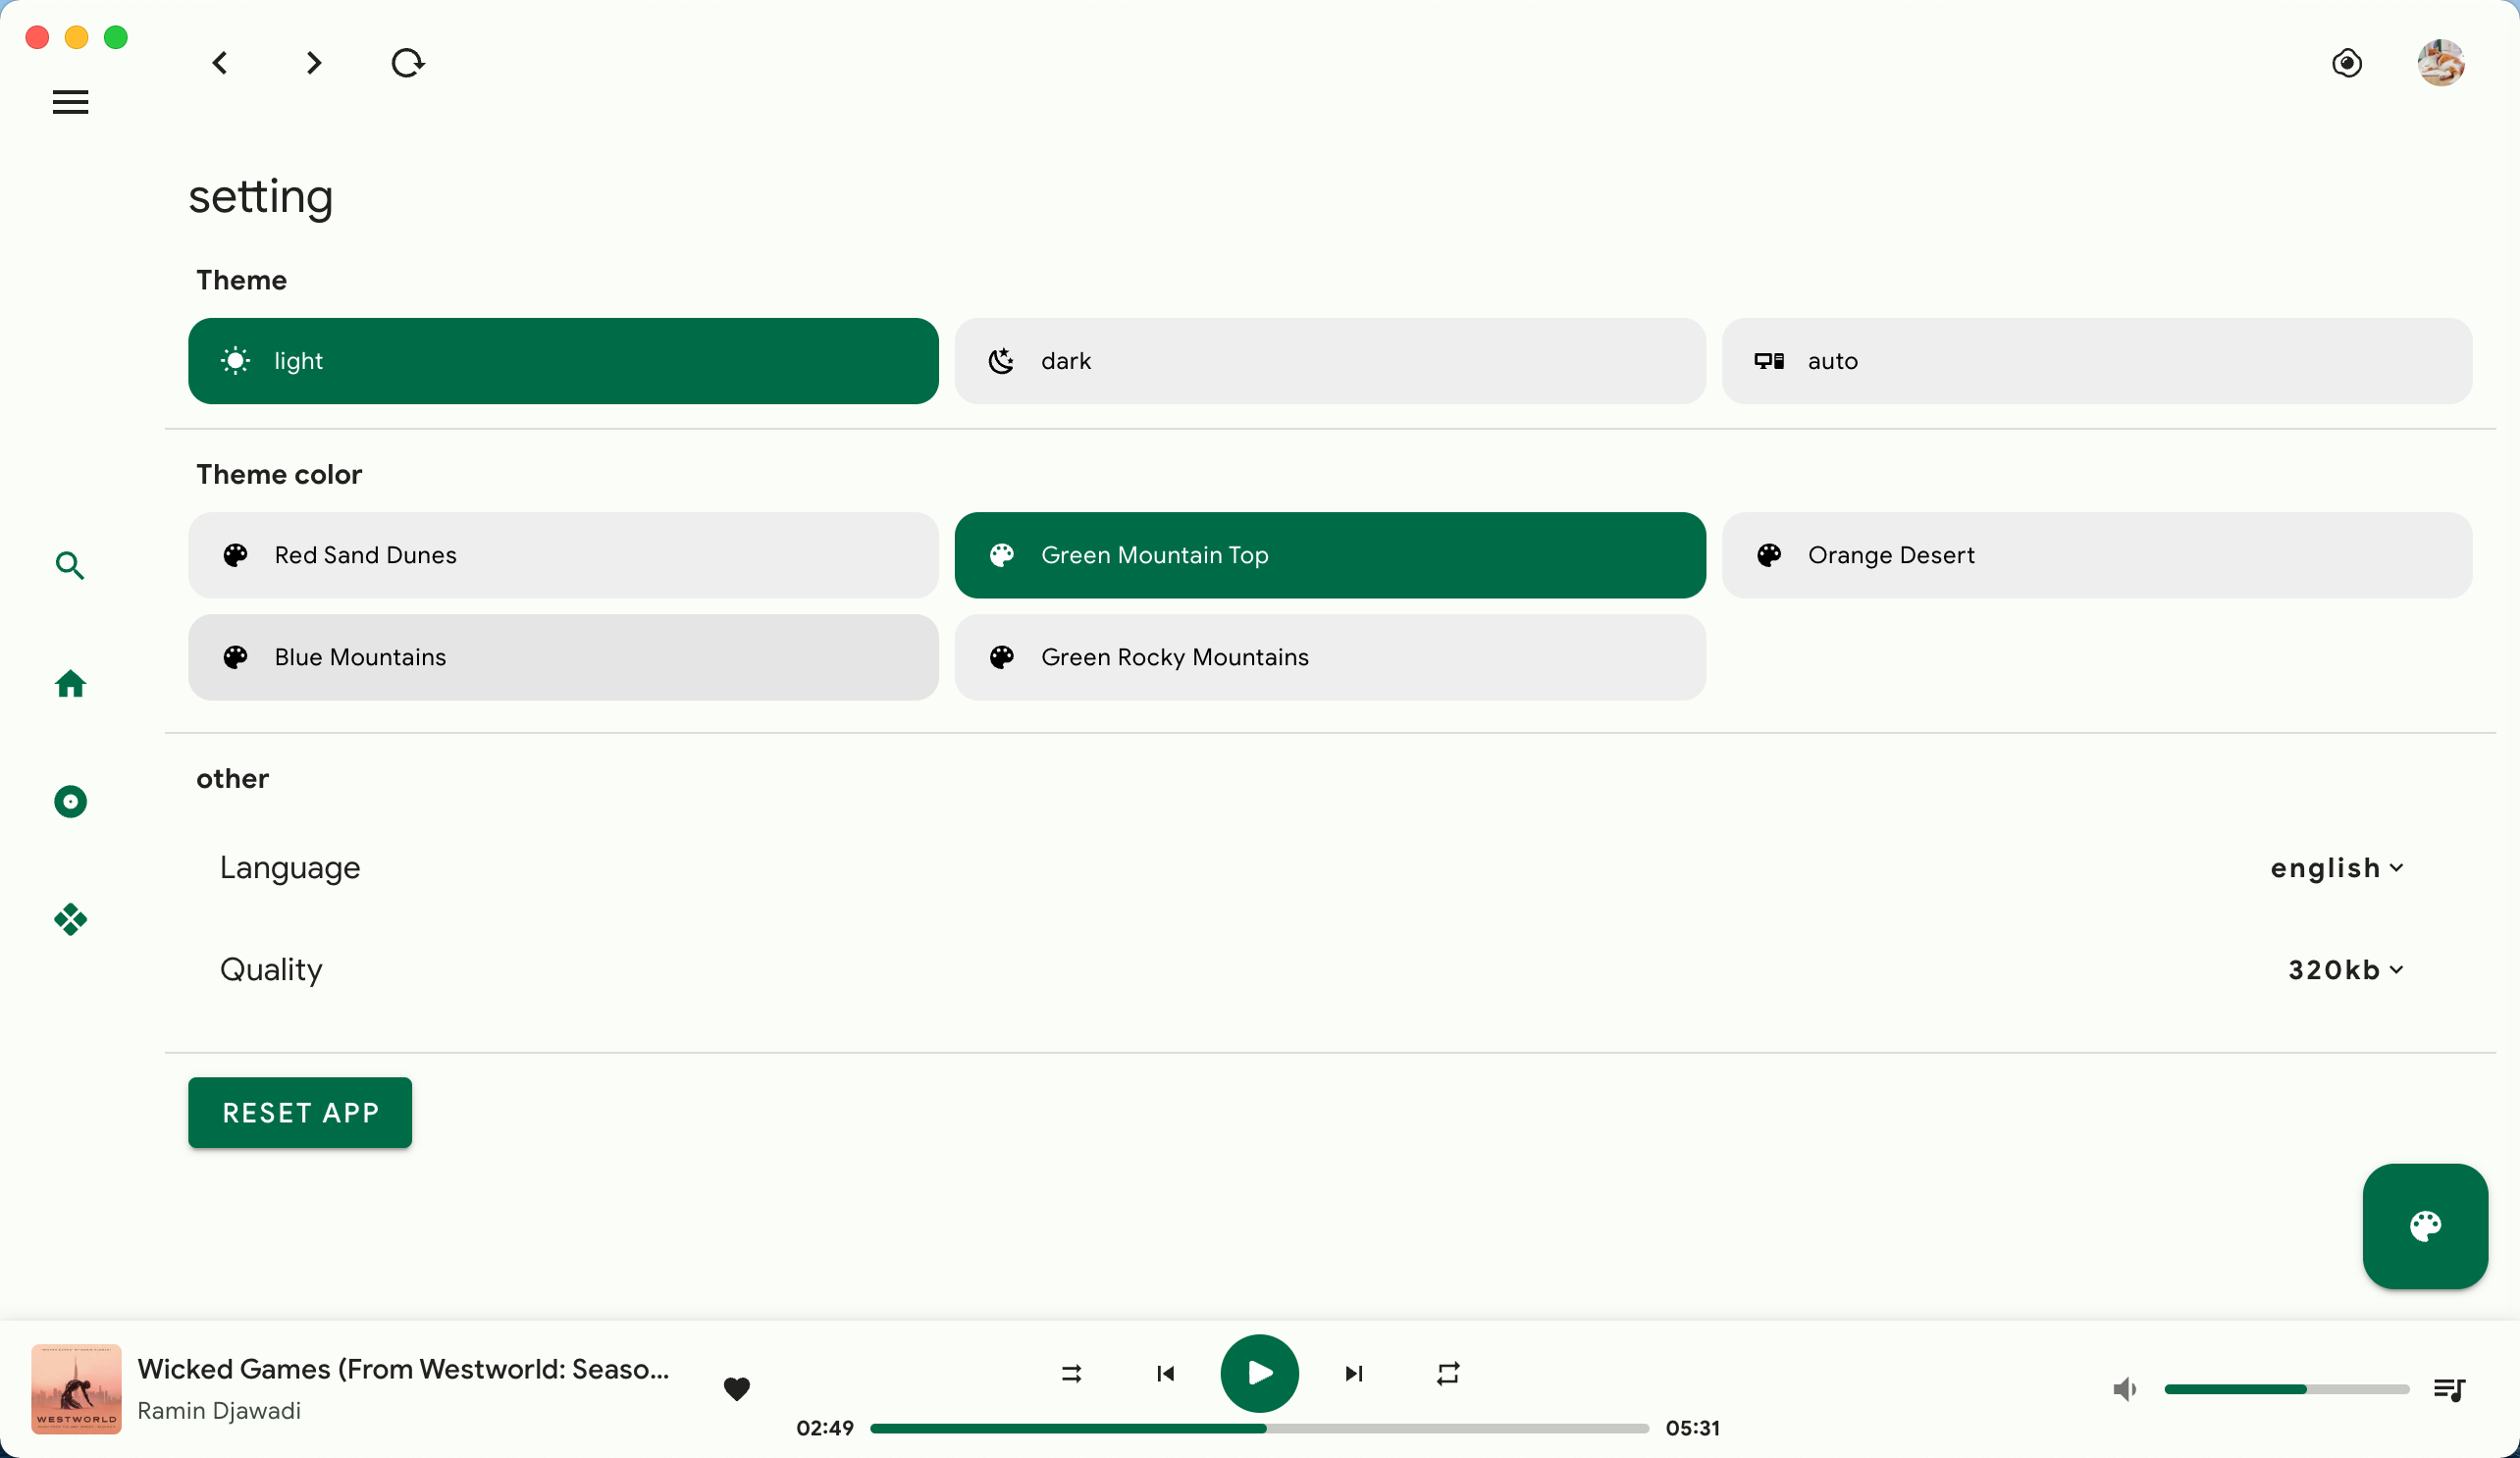 setting
Theme
light
dark
auto
Theme color
Red Sand Dunes
Green Mountain Top
Orange Desert
Blue Mountains
Green Rocky Mountains
other
Language
english
Quality
320kb
RESET APP
WESTWORLD
Wicked Games (From Westworld: Seaso...
Ramin Djawadi
02:49
05:31